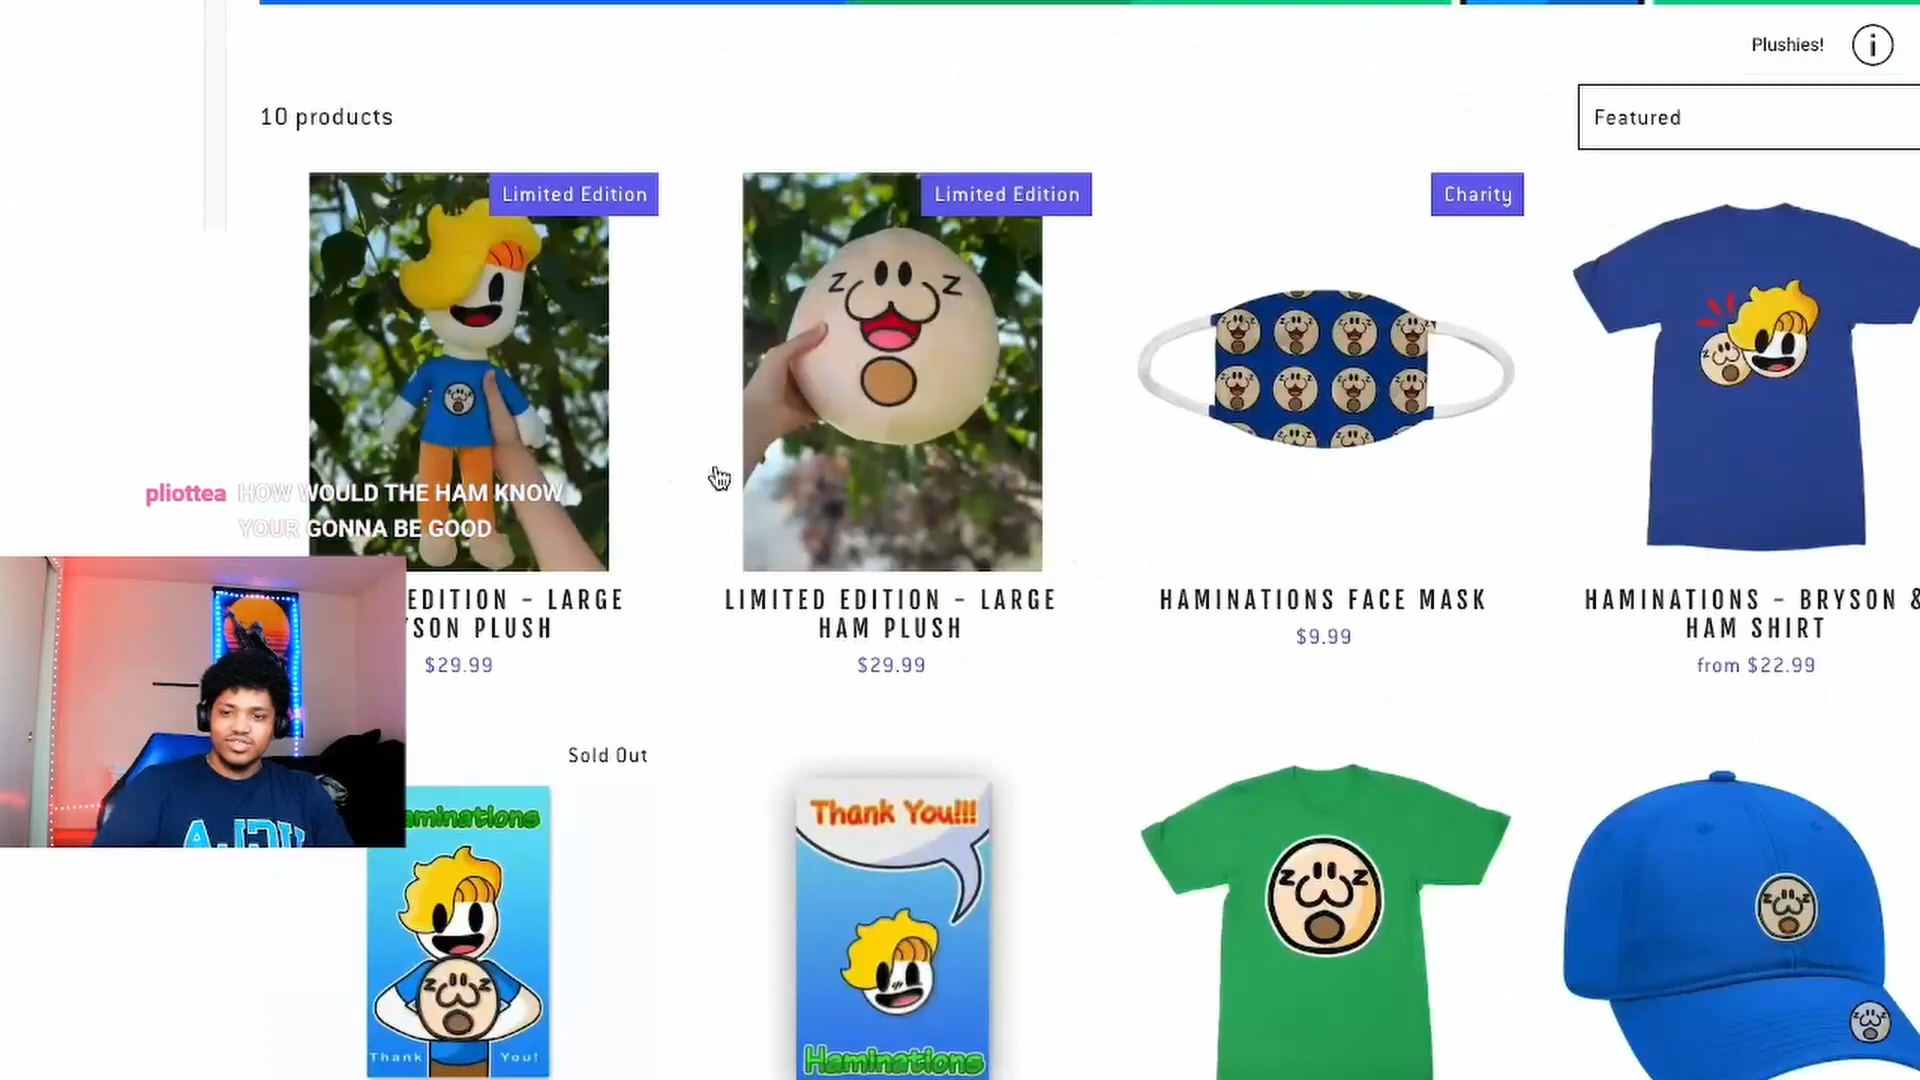 Plushies!
10 products
Featured
Limited Edition
Limited Edition
Charity
pliottea HOW WOULD THE HAM KNOW
YOUR GONNA BE GOOD
EDITION – LARGE
YSON PLUSH
$29.99
LIMITED EDITION – LARGE
HAM PLUSH
$29.99
HAMINATIONS FACE MASK
$9.99
HAMINATIONS – BRYSON &
HAM SHIRT
from $22.99
Sold Out
aminations
Thank You!
Thank You!!!
Haminations